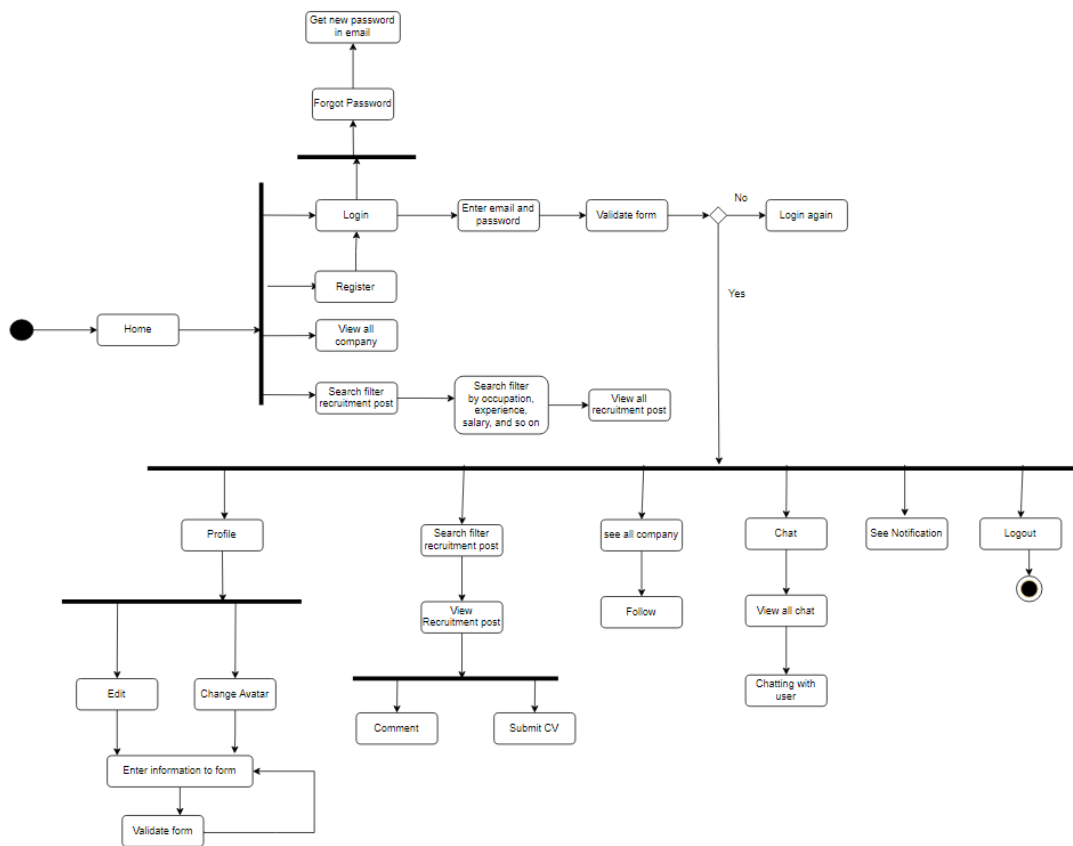 Get new password
in email
Forgot Password
Login
Enter email and
password
Validate form
No
Login again
Register
Yes
Home
View all
company
Search filter
recruitment post
Search filter
by occupation,
experience,
salary, and so on
View all
recruitment post
Profile
Search filter
recruitment post
see all company
Chat
See Notification
Logout
View
Recruitment post
Follow
View all chat
Edit
Change Avatar
Chatting with
user
Comment
Submit CV
Enter information to form
Validate form